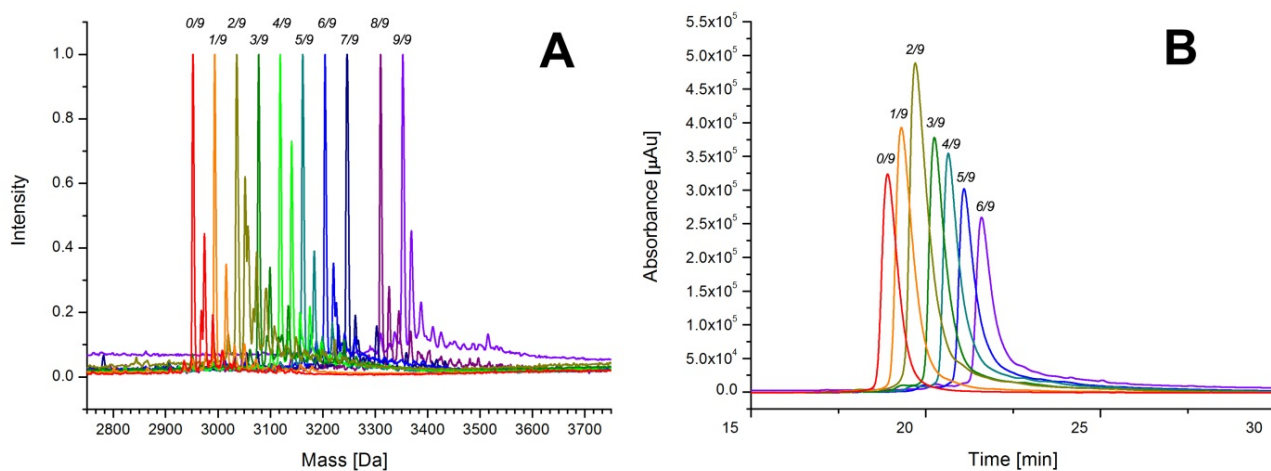 0/9 2/9 4/9 6/9 8/9
1/9 3/9 5/9 7/9 9/9
A
1.0
0.8
0.6
0.4
0.2
0.0
Intensity
2800 2900 3000 3100 3200 3300 3400 3500 3600 3700
Mass [Da]
B
5.5x10⁵
5.0x10⁵
4.5x10⁵
4.0x10⁵
3.5x10⁵
3.0x10⁵
2.5x10⁵
2.0x10⁵
1.5x10⁵
1.0x10⁵
5.0x10⁴
0.0
Absorbance [µAu]
2/9
1/9
3/9
4/9
0/9
5/9
6/9
15 20 25 30
Time [min]